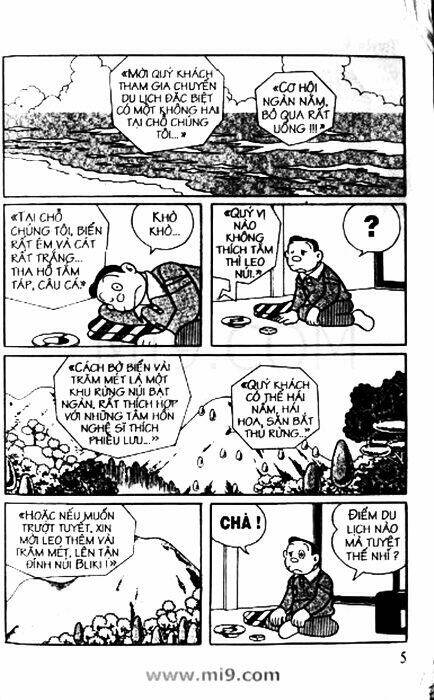 «MỜI QUÝ KHÁCH
THAM GIA CHUYẾN
DU LỊCH ĐẶC BIỆT
CÓ MỘT KHÔNG HAI
TẠI CHỖ CHÚNG
TÔI...»
«CƠ HỘI
NGÀN NĂM,
BỎ QUA RẤT
UỔNG !!!»
«TẠI CHỖ
CHÚNG TÔI, BIỂN
RẤT ÊM VÀ CÁT
RẤT TRẮNG...
THA HỒ TẮM
TÁP, CÂU CÁ.»
KHÒ
KHÒ...
«QUÝ VỊ
NÀO
KHÔNG
THÍCH TẮM
THÌ LEO
NÚI.»
?
«CÁCH BỜ BIỂN VÀI
TRĂM MÉT LÀ MỘT
KHU RỪNG NÚI BẠT
NGÀN, RẤT THÍCH HỢP
VỚI NHỮNG TÂM HỒN
NGHỆ SĨ THÍCH
PHIÊU LƯU...»
«QUÝ KHÁCH
CÓ THỂ HÁI
NẤM, HÁI
HOA, SĂN BẮT
THÚ RỪNG...»
«HOẶC NẾU MUỐN
TRƯỢT TUYẾT, XIN
MỜI LEO THÊM VÀI
TRĂM MÉT, LÊN TẬN
ĐỈNH NÚI BLIKI !»
CHÀ !
ĐIỂM DU
LỊCH NÀO
MÀ TUYỆT
THẾ NHỈ ?
5
www.mi9.com